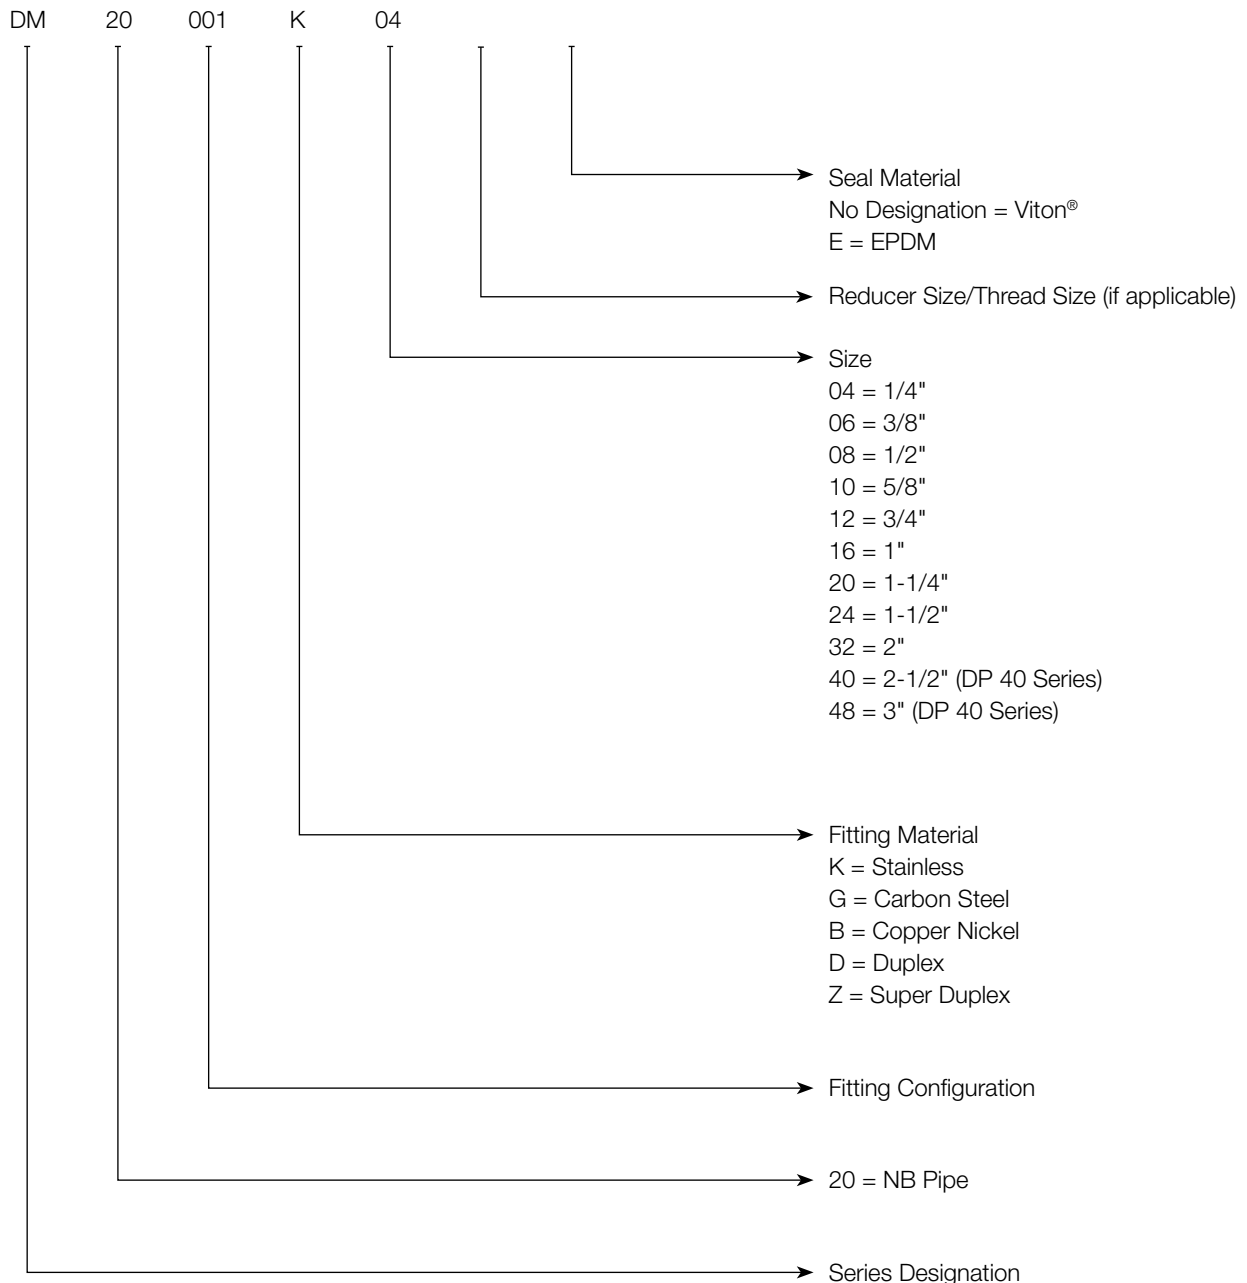 DM 20 001 K 04
Seal Material
No Designation = Viton®
E = EPDM
Reducer Size/Thread Size (if applicable)
Size
04 = 1/4"
06 = 3/8"
08 = 1/2"
10 = 5/8"
12 = 3/4"
16 = 1"
20 = 1-1/4"
24 = 1-1/2"
32 = 2"
40 = 2-1/2" (DP 40 Series)
48 = 3" (DP 40 Series)
Fitting Material
K = Stainless
G = Carbon Steel
B = Copper Nickel
D = Duplex
Z = Super Duplex
Fitting Configuration
20 = NB Pipe
Series Designation